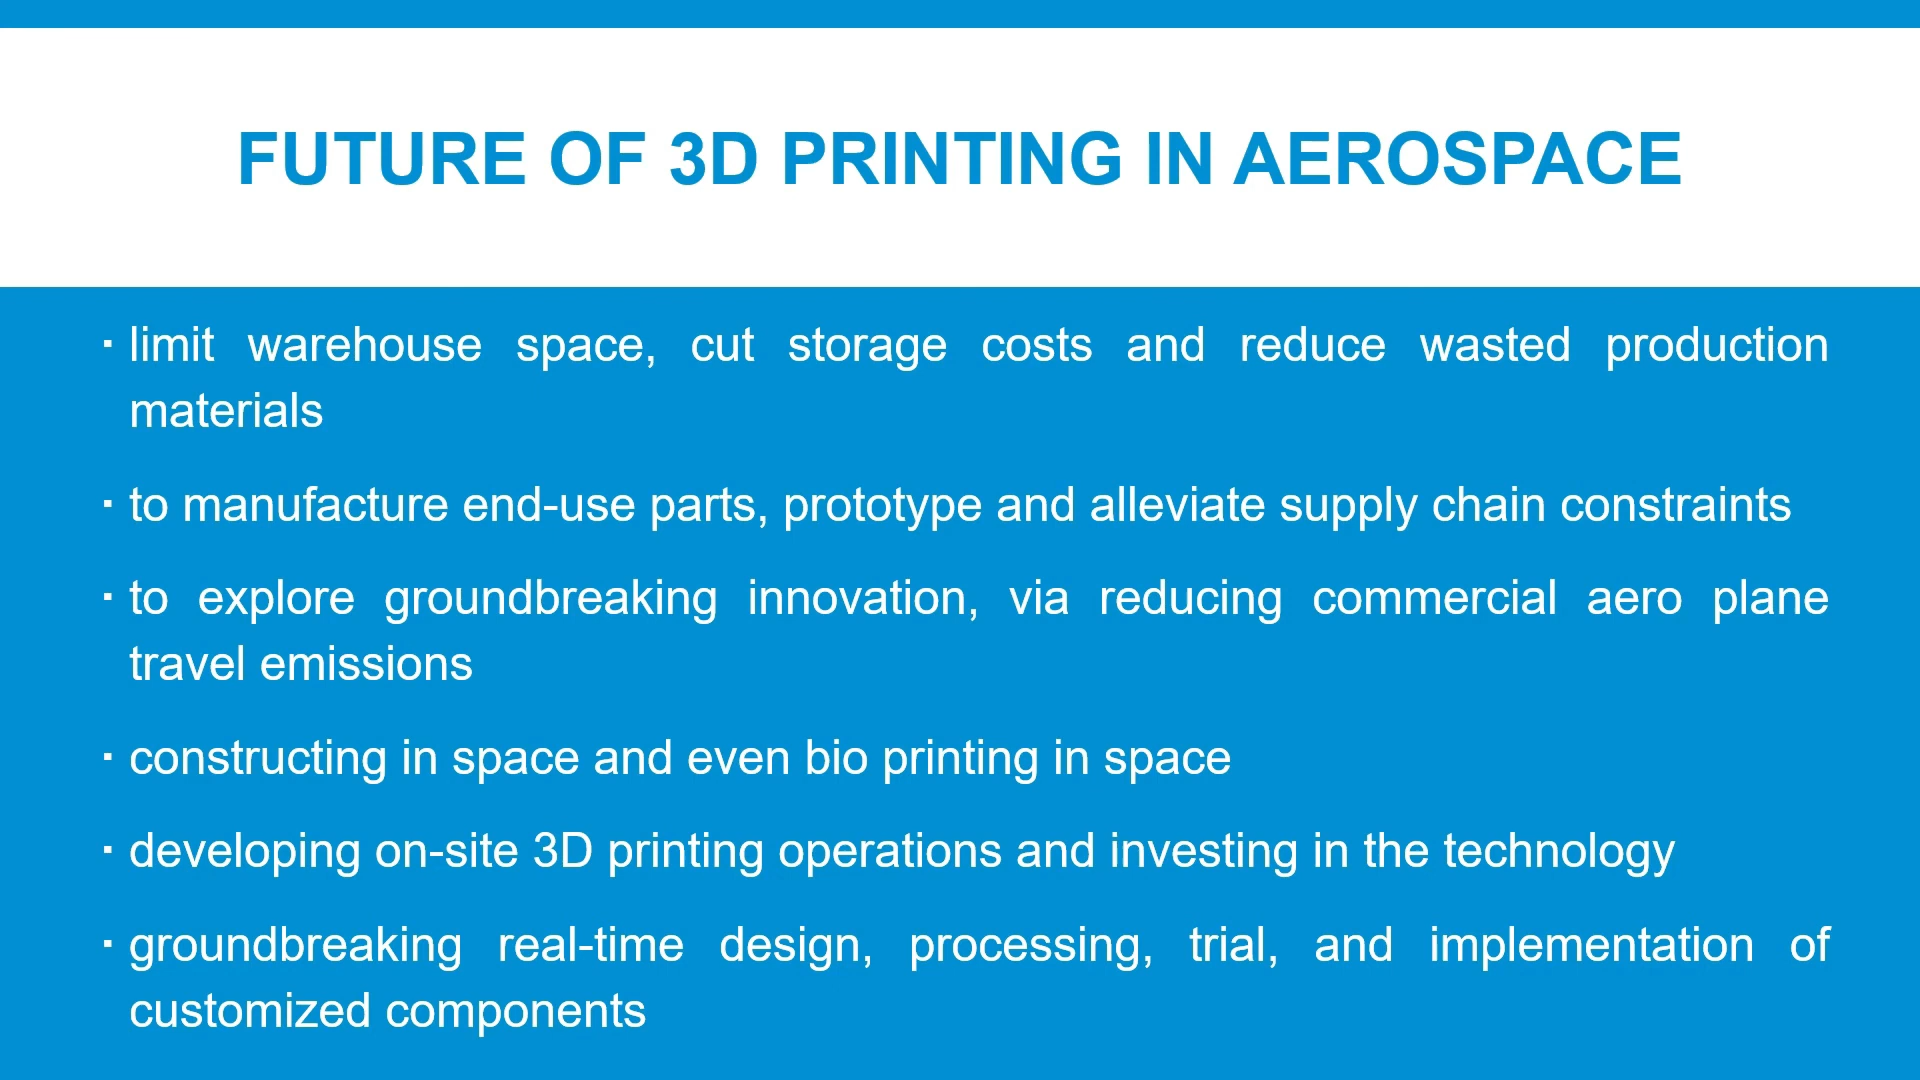 FUTURE OF 3D PRINTING IN AEROSPACE
▪ limit warehouse space, cut storage costs and reduce wasted production
materials
▪ to manufacture end-use parts, prototype and alleviate supply chain constraints
▪ to explore groundbreaking innovation, via reducing commercial aero plane
travel emissions
▪ constructing in space and even bio printing in space
▪ developing on-site 3D printing operations and investing in the technology
▪ groundbreaking real-time design, processing, trial, and implementation of
customized components